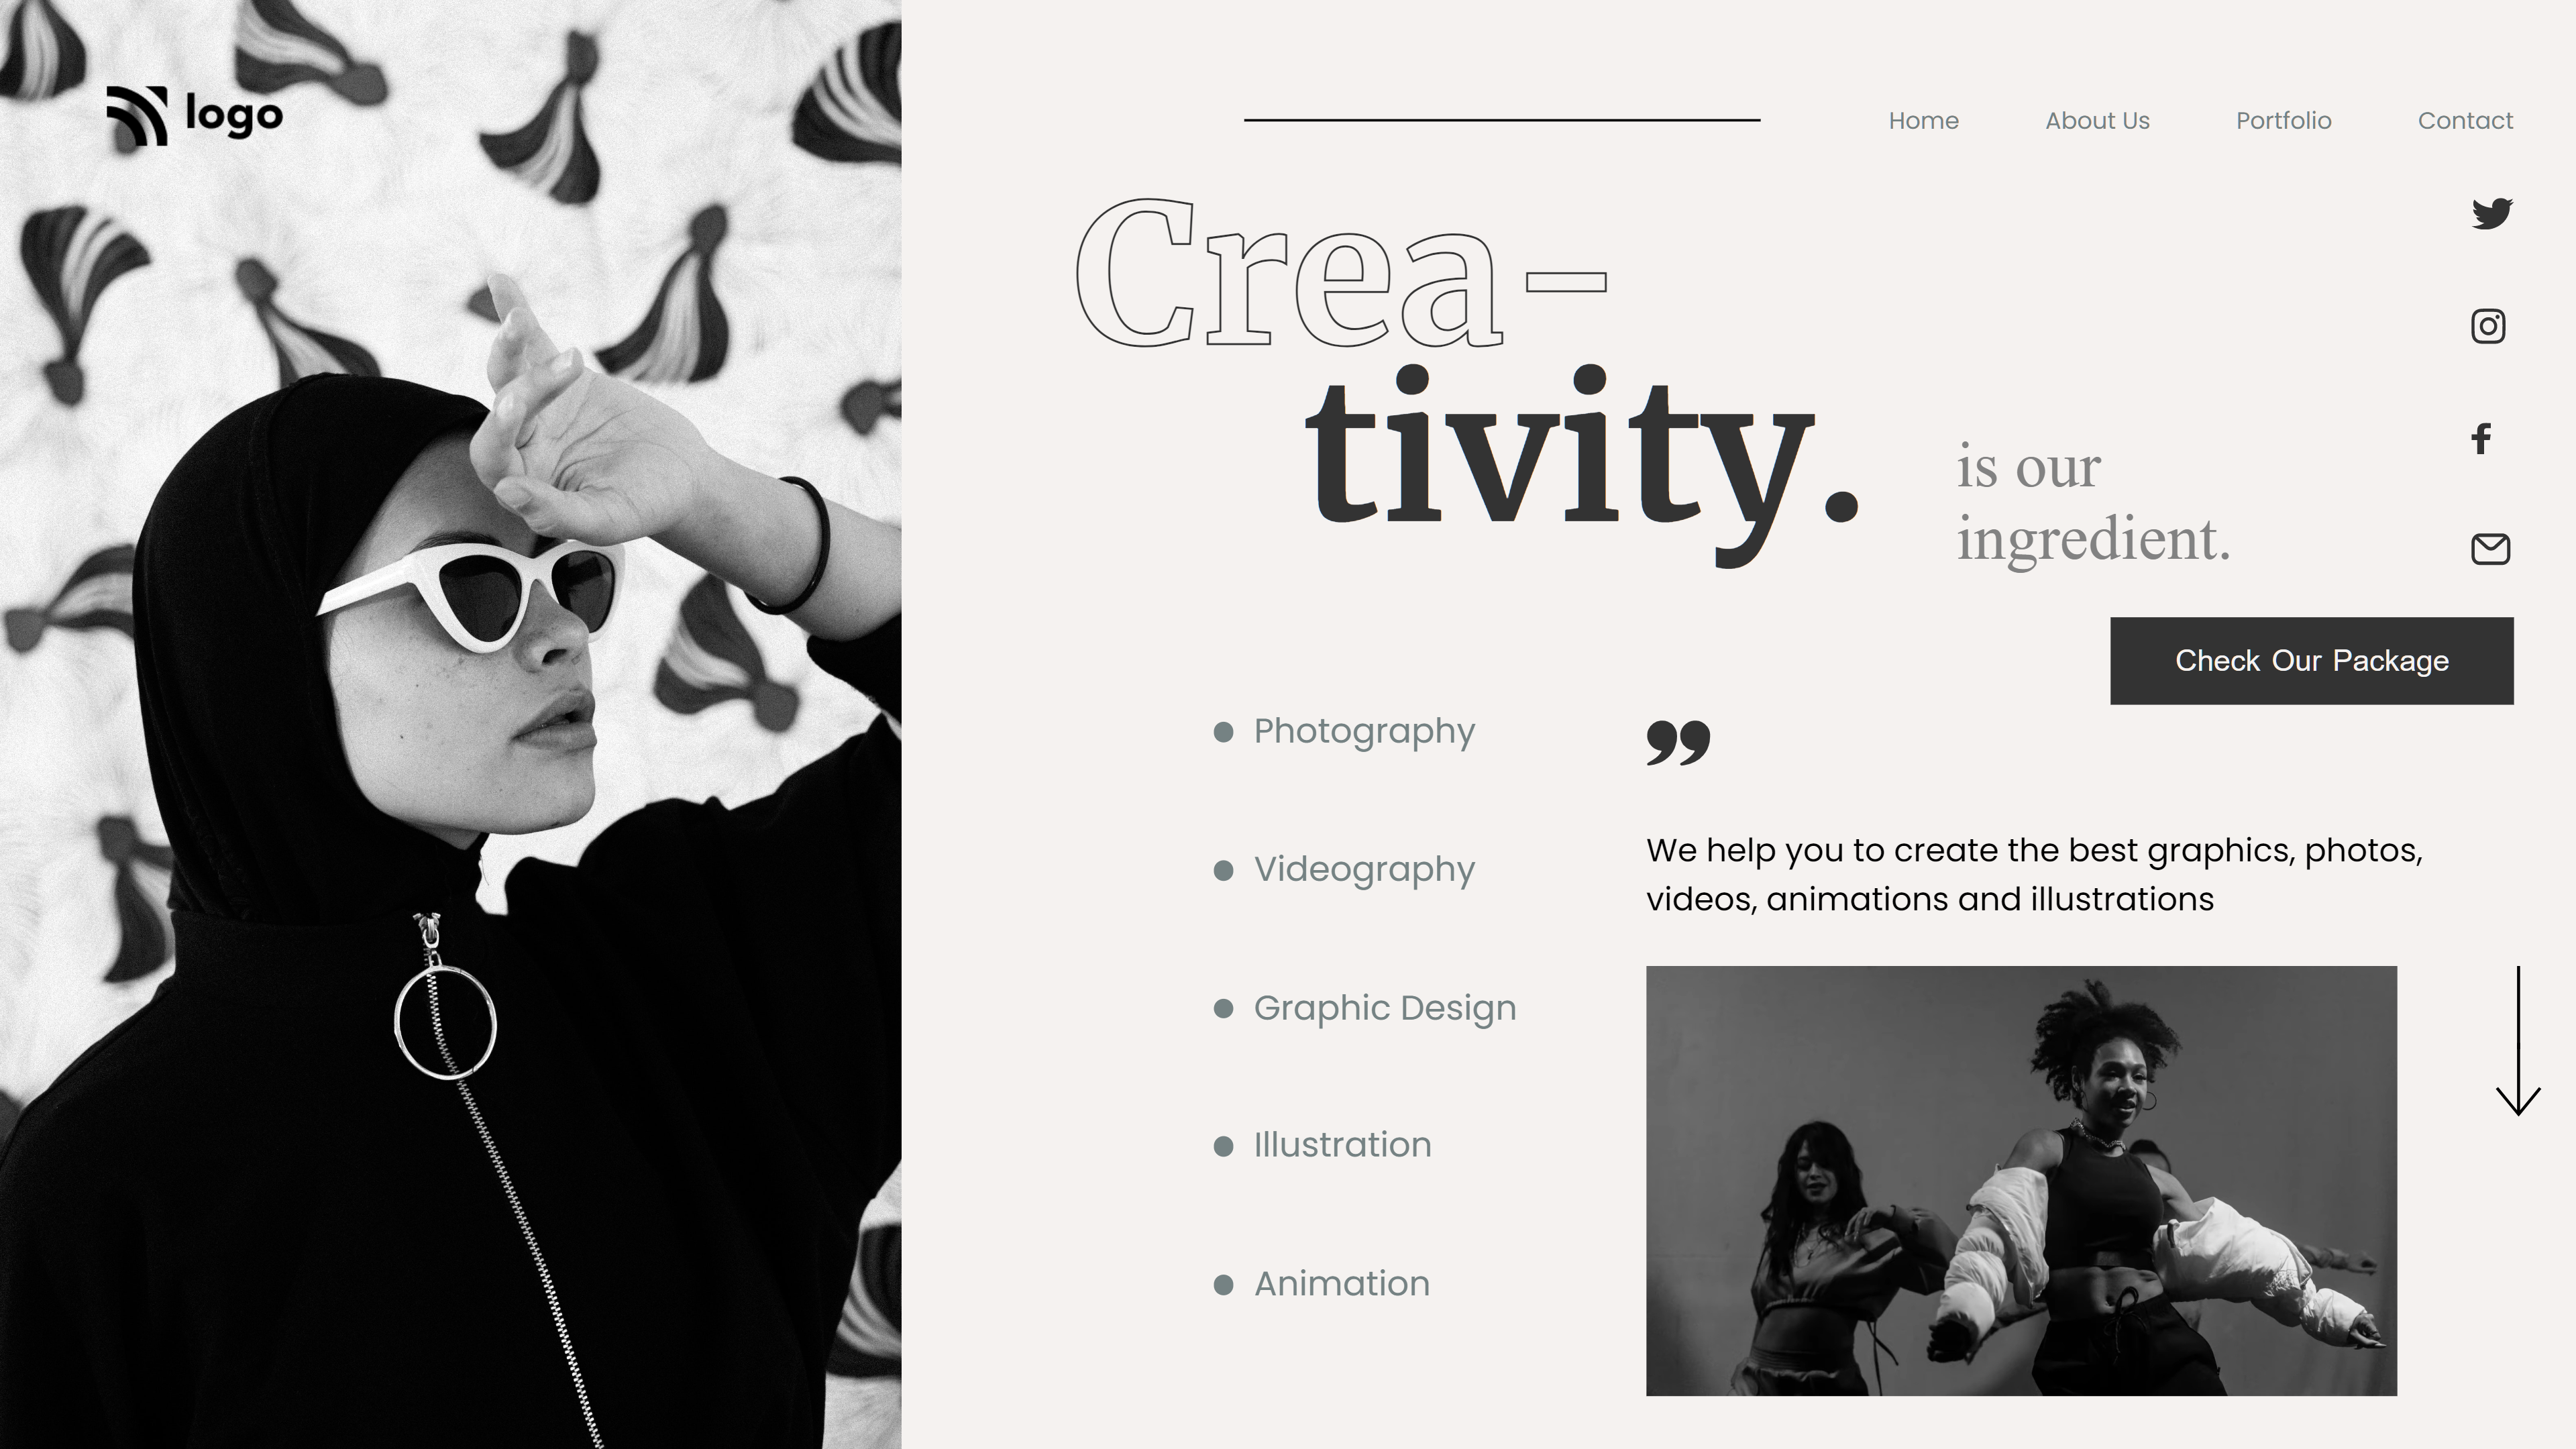 logo
Home About Us Portfolio Contact
Crea-
tivity.
is our
ingredient.
Check Our Package
Photography
Videography
Graphic Design
Illustration
Animation
”
We help you to create the best graphics, photos,
videos, animations and illustrations